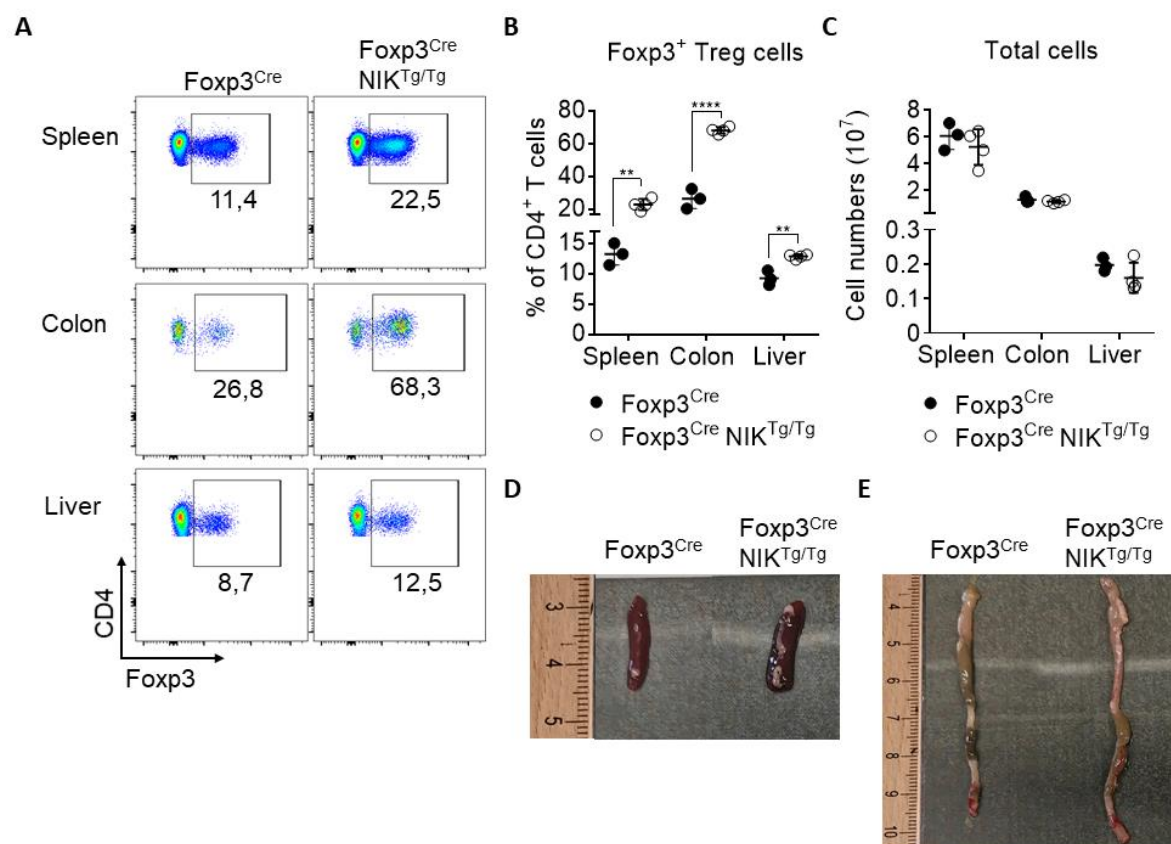 A
Foxp3Cre
Foxp3Cre
NIKTg/Tg
Spleen
11,4
22,5
Colon
26,8
68,3
Liver
8,7
12,5
CD4
Foxp3
B
Foxp3+ Treg cells
% of CD4+ T cells
80
60
40
20
15
10
5
0
**
****
**
Spleen Colon Liver
● Foxp3Cre
○ Foxp3Cre NIKTg/Tg
C
Total cells
Cell numbers (10⁷)
8
6
4
2
0.3
0.2
0.1
0
Spleen Colon Liver
● Foxp3Cre
○ Foxp3Cre NIKTg/Tg
D
Foxp3Cre
Foxp3Cre
NIKTg/Tg
3
4
5
E
Foxp3Cre
Foxp3Cre
NIKTg/Tg
4
5
6
7
8
9
10